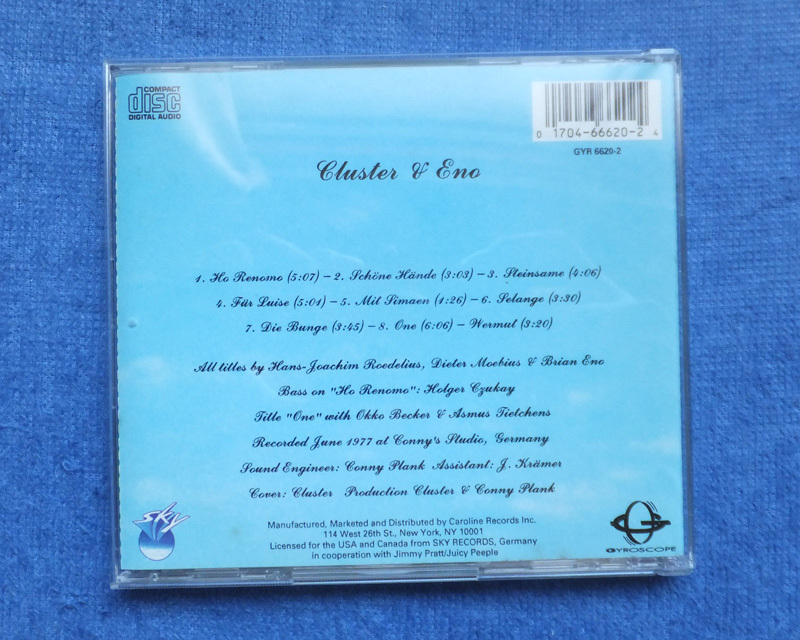 COMPACT
disc
DIGITAL AUDIO
0 1704-66620-2 4
GYR 6620-2
Cluster & Eno
1. Ho Renomo (5:07) – 2. Schöne Hände (3:03) – 3. Steinsame (4:06)
4. Für Luise (5:01) – 5. Mit Simaen (1:26) – 6. Selange (3:30)
7. Die Bunge (3:45) – 8. One (6:06) – Wermut (3:20)
All titles by Hans-Joachim Roedelius, Dieter Moebius & Brian Eno
Bass on "Ho Renomo": Holger Czukay
Title "One" with Okko Becker & Asmus Tietchens
Recorded June 1977 at Conny's Studio, Germany
Sound Engineer: Conny Plank Assistant: J. Krämer
Cover: Cluster Production Cluster & Conny Plank
Manufactured, Marketed and Distributed by Caroline Records Inc.
114 West 26th St., New York, NY 10001
Licensed for the USA and Canada from SKY RECORDS, Germany
in cooperation with Jimmy Pratt/Juicy Peeple
sky
GYROSCOPE